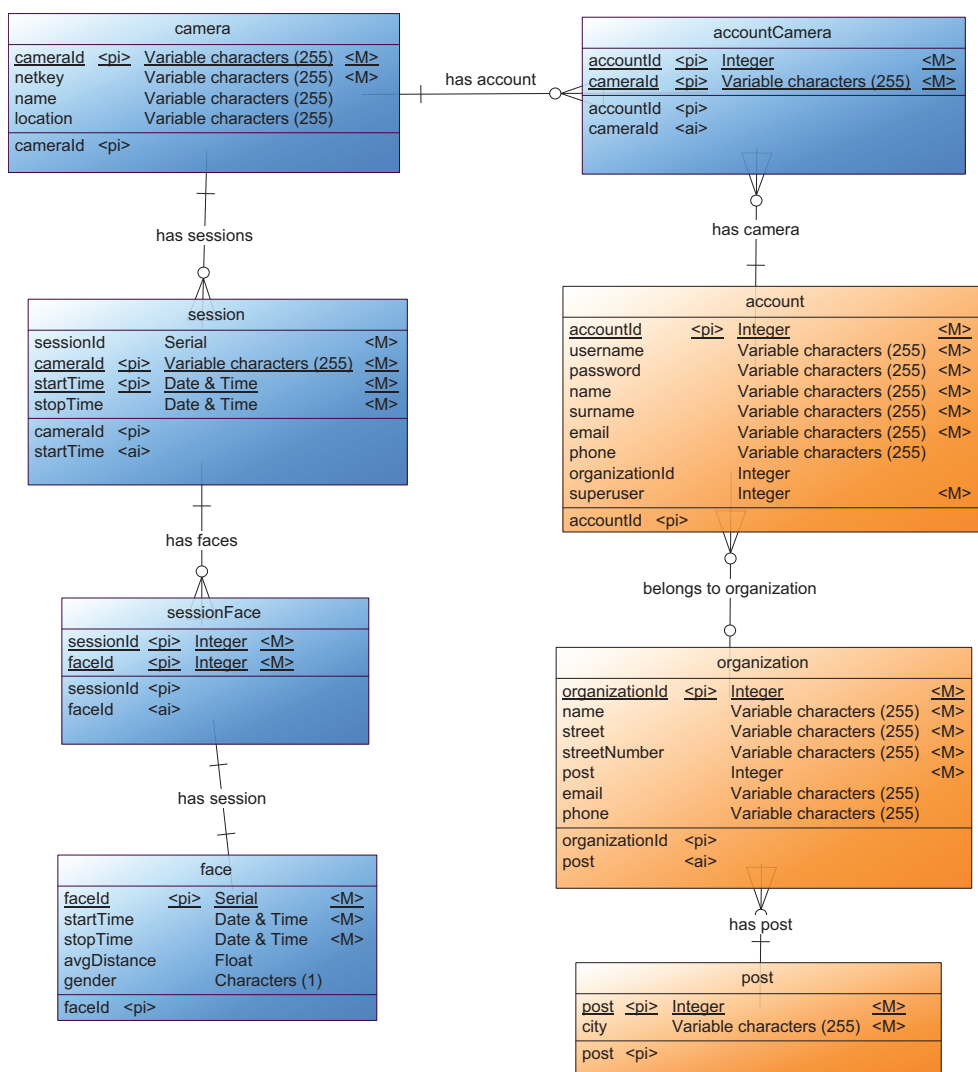 camera
cameraId <pi> Variable characters (255) <M>
netkey Variable characters (255) <M>
name Variable characters (255)
location Variable characters (255)
cameraId <pi>
has account
accountCamera
accountId <pi> Integer <M>
cameraId <pi> Variable characters (255) <M>
accountId <pi>
cameraId <ai>
has sessions
has camera
session
sessionId Serial <M>
cameraId <pi> Variable characters (255) <M>
startTime <pi> Date & Time <M>
stopTime Date & Time <M>
cameraId <pi>
startTime <ai>
account
accountId <pi> Integer <M>
username Variable characters (255) <M>
password Variable characters (255) <M>
name Variable characters (255) <M>
surname Variable characters (255) <M>
email Variable characters (255) <M>
phone Variable characters (255)
organizationId Integer
superuser Integer <M>
accountId <pi>
has faces
belongs to organization
sessionFace
sessionId <pi> Integer <M>
faceId <pi> Integer <M>
sessionId <pi>
faceId <ai>
organization
organizationId <pi> Integer <M>
name Variable characters (255) <M>
street Variable characters (255) <M>
streetNumber Variable characters (255) <M>
post Integer <M>
email Variable characters (255)
phone Variable characters (255)
organizationId <pi>
post <ai>
has session
face
faceId <pi> Serial <M>
startTime Date & Time <M>
stopTime Date & Time <M>
avgDistance Float
gender Characters (1)
faceId <pi>
has post
post
post <pi> Integer <M>
city Variable characters (255) <M>
post <pi>